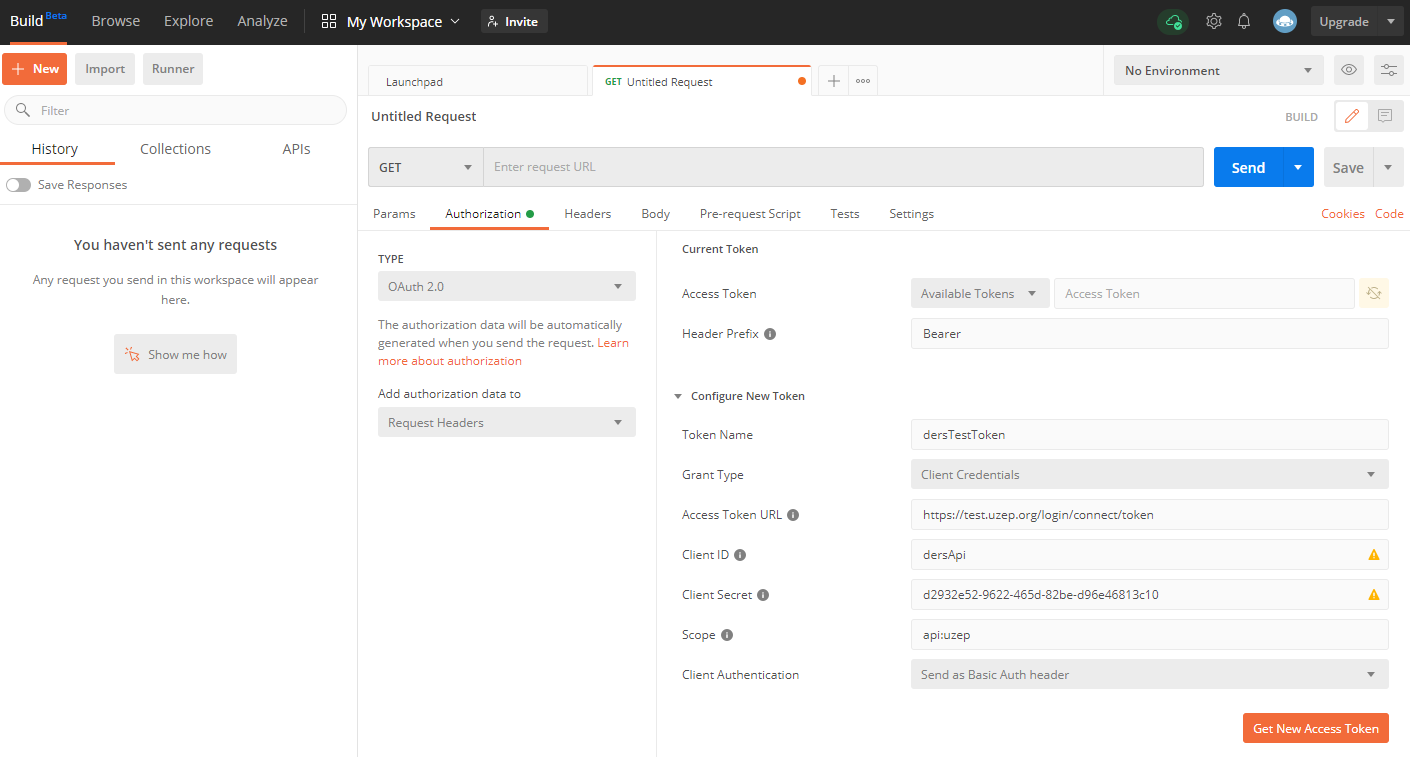 Build Beta Browse Explore Analyze My Workspace Invite Upgrade
New Import Runner
Filter
History Collections APIs
Save Responses
You haven't sent any requests
Any request you send in this workspace will appear
here.
Show me how
Launchpad GET Untitled Request No Environment
Untitled Request BUILD
GET Enter request URL Send Save
Params Authorization Headers Body Pre-request Script Tests Settings Cookies Code
TYPE
OAuth 2.0
The authorization data will be automatically
generated when you send the request. Learn
more about authorization
Add authorization data to
Request Headers
Current Token
Access Token Available Tokens Access Token
Header Prefix Bearer
Configure New Token
Token Name dersTestToken
Grant Type Client Credentials
Access Token URL https://test.uzep.org/login/connect/token
Client ID dersApi
Client Secret d2932e52-9622-465d-82be-d96e46813c10
Scope api:uzep
Client Authentication Send as Basic Auth header
Get New Access Token